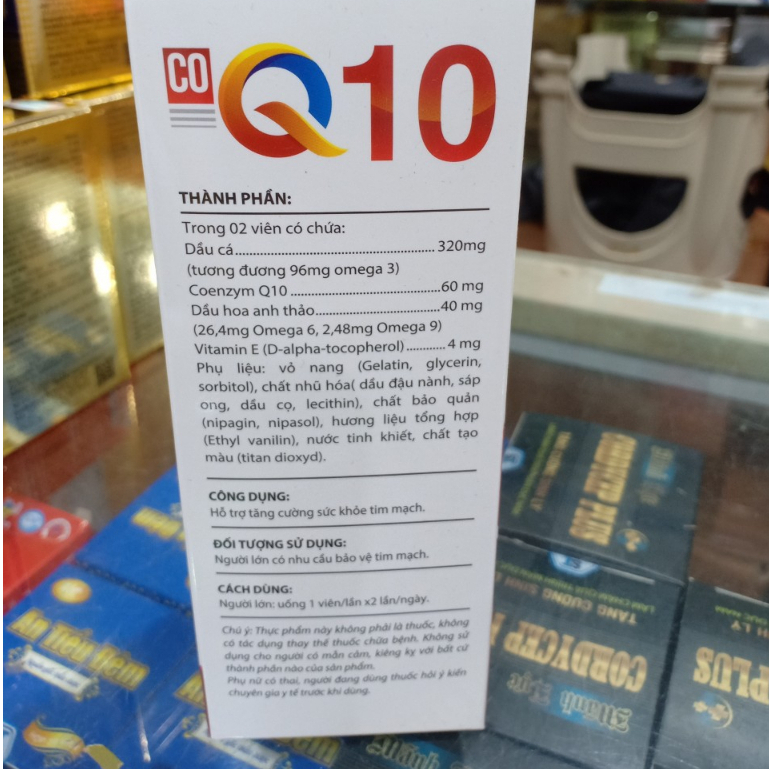 CO Q10
THÀNH PHẦN:
Trong 02 viên có chứa:
Dầu cá.......................................................... 320mg
(tương đương 96mg omega 3)
Coenzym Q10 ...........................................60 mg
Dầu hoa anh thảo....................................40 mg
(26,4mg Omega 6, 2,48mg Omega 9)
Vitamin E (D-alpha-tocopherol)...........4 mg
Phụ liệu: vỏ nang (Gelatin, glycerin,
sorbitol), chất nhũ hóa( dầu đậu nành, sáp
ong, dầu cọ, lecithin), chất bảo quản
(nipagin, nipasol), hương liệu tổng hợp
(Ethyl vanilin), nước tinh khiết, chất tạo
màu (titan dioxyd).
CÔNG DỤNG:
Hỗ trợ tăng cường sức khỏe tim mạch.
ĐỐI TƯỢNG SỬ DỤNG:
Người lớn có nhu cầu bảo vệ tim mạch.
CÁCH DÙNG:
Người lớn: uống 1 viên/lần x2 lần/ngày.
Chú ý: Thực phẩm này không phải là thuốc, không
có tác dụng thay thế thuốc chữa bệnh. Không sử
dụng cho người có mẫn cảm, kiêng kỵ với bất cứ
thành phần nào của sản phẩm.
Phụ nữ có thai, người đang dùng thuốc hỏi ý kiến
chuyên gia y tế trước khi dùng.
CORDYCEP PLUS
TĂNG CƯỜNG SINH
CORDYCEP
Mãnh Lực
PLUS
Mãnh